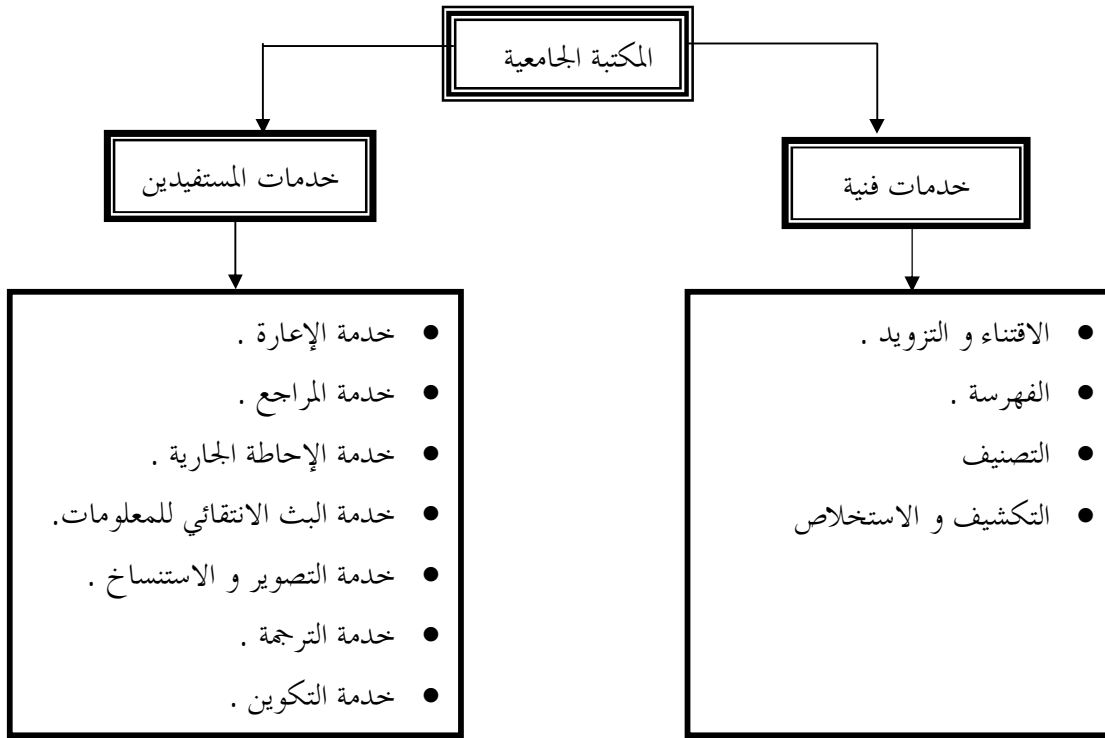 المكتبة الجامعية
خدمات فنية
خدمات المستفيدين
● الاقتناء و التزويد .
● الفهرسة .
● التصنيف
● التكشيف و الاستخلاص
● خدمة الإعارة .
● خدمة المراجع .
● خدمة الإحاطة الجارية .
● خدمة البث الانتقائي للمعلومات.
● خدمة التصوير و الاستنساخ .
● خدمة الترجمة .
● خدمة التكوين .